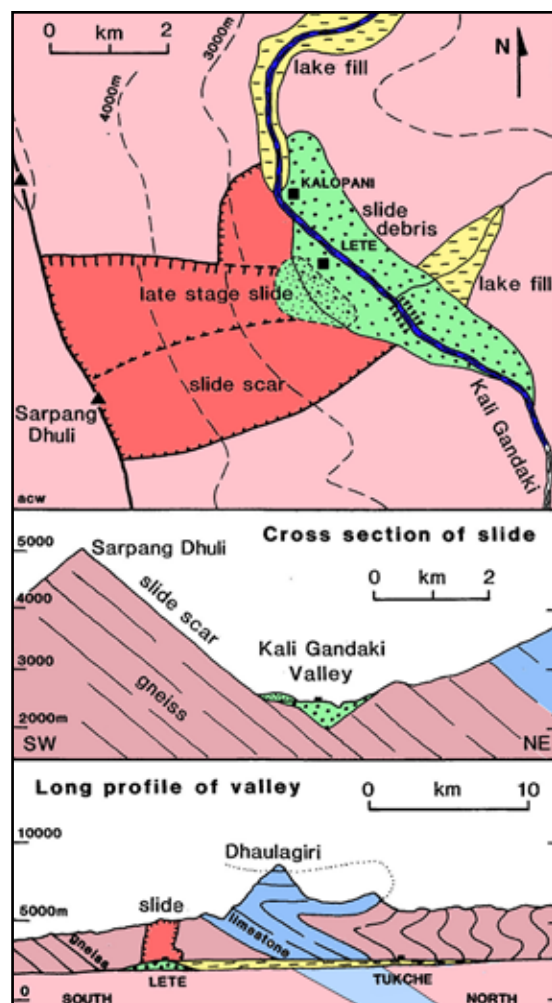 0 km 2
N
3000m
4000m
lake fill
KALOPANI
slide
debris
LETE
late stage slide
lake fill
slide scar
Sarpang
Dhuli
Kali Gandaki
acw
Cross section of slide
5000
Sarpang Dhuli
0 km 2
4000
slide scar
Kali Gandaki
Valley
3000
gneiss
2000m
SW
NE
Long profile of valley
0 km 10
10000
Dhaulagiri
slide
5000m
limestone
gneiss
0
LETE
TUKCHE
SOUTH
NORTH